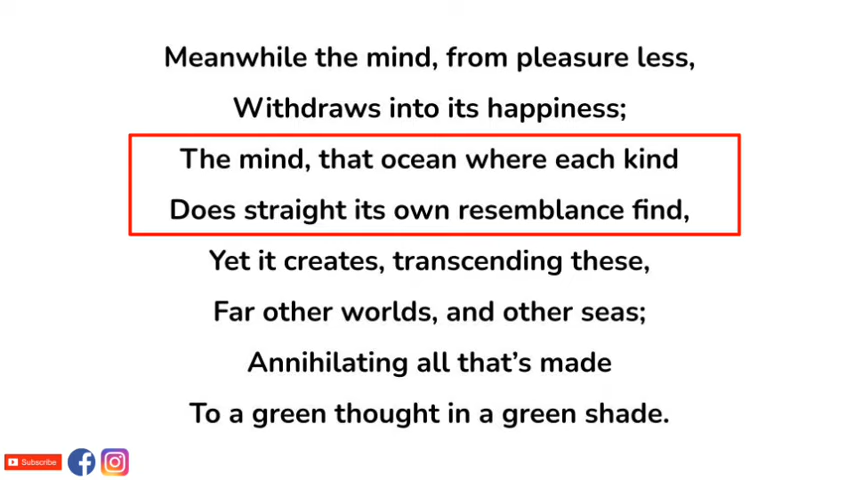 Meanwhile the mind, from pleasure less,
Withdraws into its happiness;
The mind, that ocean where each kind
Does straight its own resemblance find,
Yet it creates, transcending these,
Far other worlds, and other seas;
Annihilating all that’s made
To a green thought in a green shade.
Subscribe